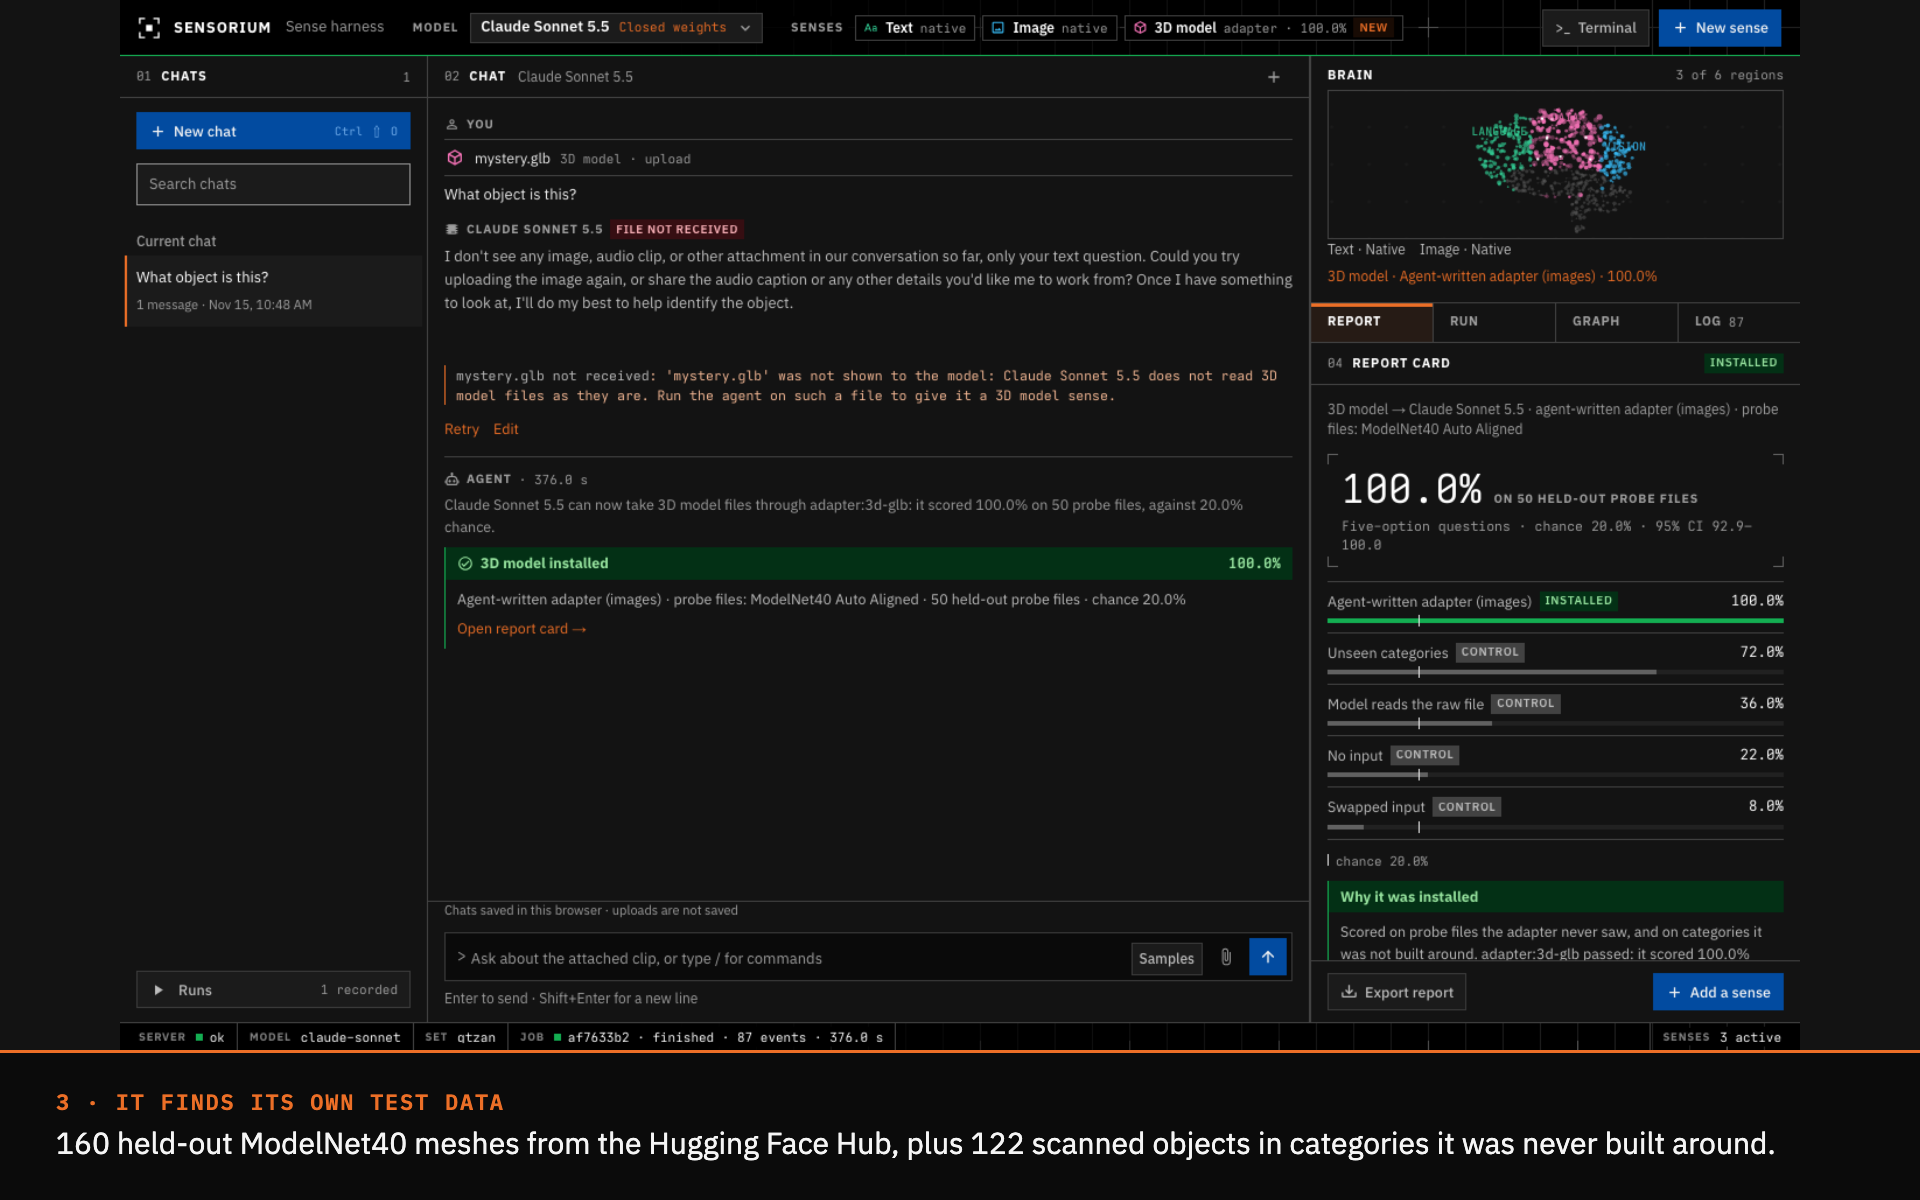 SENSORIUM Sense harness MODEL Claude Sonnet 5.5 Closed weights SENSES Aa Text native Image native 3D model adapter · 100.0% NEW >_ Terminal + New sense
01 CHATS 1
+ New chat Ctrl ⇧ O
Search chats
Current chat
What object is this?
1 message · Nov 15, 10:48 AM
▶ Runs 1 recorded
02 CHAT Claude Sonnet 5.5 +
YOU
mystery.glb 3D model · upload
What object is this?
CLAUDE SONNET 5.5 FILE NOT RECEIVED
I don't see any image, audio clip, or other attachment in our conversation so far, only your text question. Could you try
uploading the image again, or share the audio caption or any other details you'd like me to work from? Once I have something
to look at, I'll do my best to help identify the object.
mystery.glb not received: 'mystery.glb' was not shown to the model: Claude Sonnet 5.5 does not read 3D
model files as they are. Run the agent on such a file to give it a 3D model sense.
Retry Edit
AGENT · 376.0 s
Claude Sonnet 5.5 can now take 3D model files through adapter:3d-glb: it scored 100.0% on 50 probe files, against 20.0%
chance.
3D model installed 100.0%
Agent-written adapter (images) · probe files: ModelNet40 Auto Aligned · 50 held-out probe files · chance 20.0%
Open report card →
Chats saved in this browser · uploads are not saved
> Ask about the attached clip, or type / for commands Samples
Enter to send · Shift+Enter for a new line
BRAIN 3 of 6 regions
LANGUAGE
Text · Native Image · Native
3D model · Agent-written adapter (images) · 100.0%
REPORT RUN GRAPH LOG 87
04 REPORT CARD INSTALLED
3D model → Claude Sonnet 5.5 · agent-written adapter (images) · probe
files: ModelNet40 Auto Aligned
100.0% ON 50 HELD-OUT PROBE FILES
Five-option questions · chance 20.0% · 95% CI 92.9–
100.0
Agent-written adapter (images) INSTALLED 100.0%
Unseen categories CONTROL 72.0%
Model reads the raw file CONTROL 36.0%
No input CONTROL 22.0%
Swapped input CONTROL 8.0%
chance 20.0%
Why it was installed
Scored on probe files the adapter never saw, and on categories it
was not built around. adapter:3d-glb passed: it scored 100.0%
Export report + Add a sense
SERVER ok MODEL claude-sonnet SET gtzan JOB af7633b2 · finished · 87 events · 376.0 s SENSES 3 active
3 · IT FINDS ITS OWN TEST DATA
160 held-out ModelNet40 meshes from the Hugging Face Hub, plus 122 scanned objects in categories it was never built around.